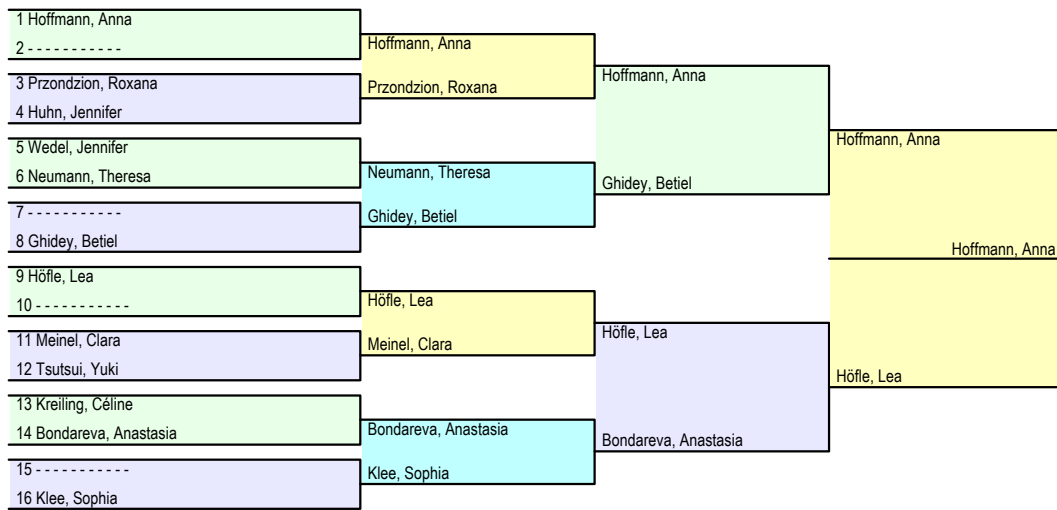 1 Hoffmann, Anna
2 - - - - - - - - - - -
3 Przondzion, Roxana
4 Huhn, Jennifer
5 Wedel, Jennifer
6 Neumann, Theresa
7 - - - - - - - - - - -
8 Ghidey, Betiel
9 Höfle, Lea
10 - - - - - - - - - - -
11 Meinel, Clara
12 Tsutsui, Yuki
13 Kreiling, Céline
14 Bondareva, Anastasia
15 - - - - - - - - - - -
16 Klee, Sophia
Hoffmann, Anna
Przondzion, Roxana
Neumann, Theresa
Ghidey, Betiel
Höfle, Lea
Meinel, Clara
Bondareva, Anastasia
Klee, Sophia
Hoffmann, Anna
Ghidey, Betiel
Höfle, Lea
Bondareva, Anastasia
Hoffmann, Anna
Höfle, Lea
Hoffmann, Anna